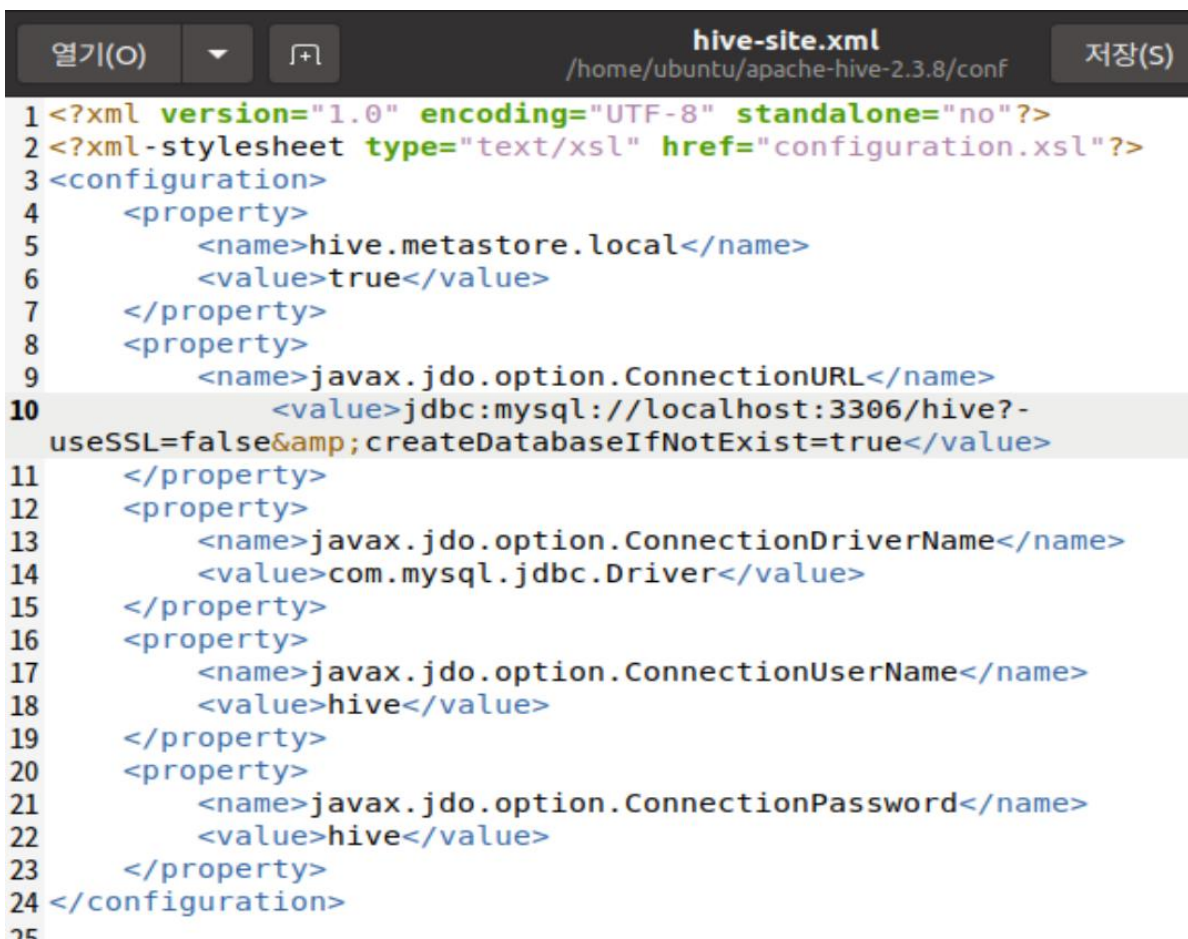 열기(O)
hive-site.xml
/home/ubuntu/apache-hive-2.3.8/conf
저장(S)
1 <?xml version="1.0" encoding="UTF-8" standalone="no"?>
2 <?xml-stylesheet type="text/xsl" href="configuration.xsl"?>
3 <configuration>
4     <property>
5         <name>hive.metastore.local</name>
6         <value>true</value>
7     </property>
8     <property>
9         <name>javax.jdo.option.ConnectionURL</name>
10             <value>jdbc:mysql://localhost:3306/hive?-
useSSL=false&amp;createDatabaseIfNotExist=true</value>
11     </property>
12     <property>
13         <name>javax.jdo.option.ConnectionDriverName</name>
14         <value>com.mysql.jdbc.Driver</value>
15     </property>
16     <property>
17         <name>javax.jdo.option.ConnectionUserName</name>
18         <value>hive</value>
19     </property>
20     <property>
21         <name>javax.jdo.option.ConnectionPassword</name>
22         <value>hive</value>
23     </property>
24 </configuration>
25